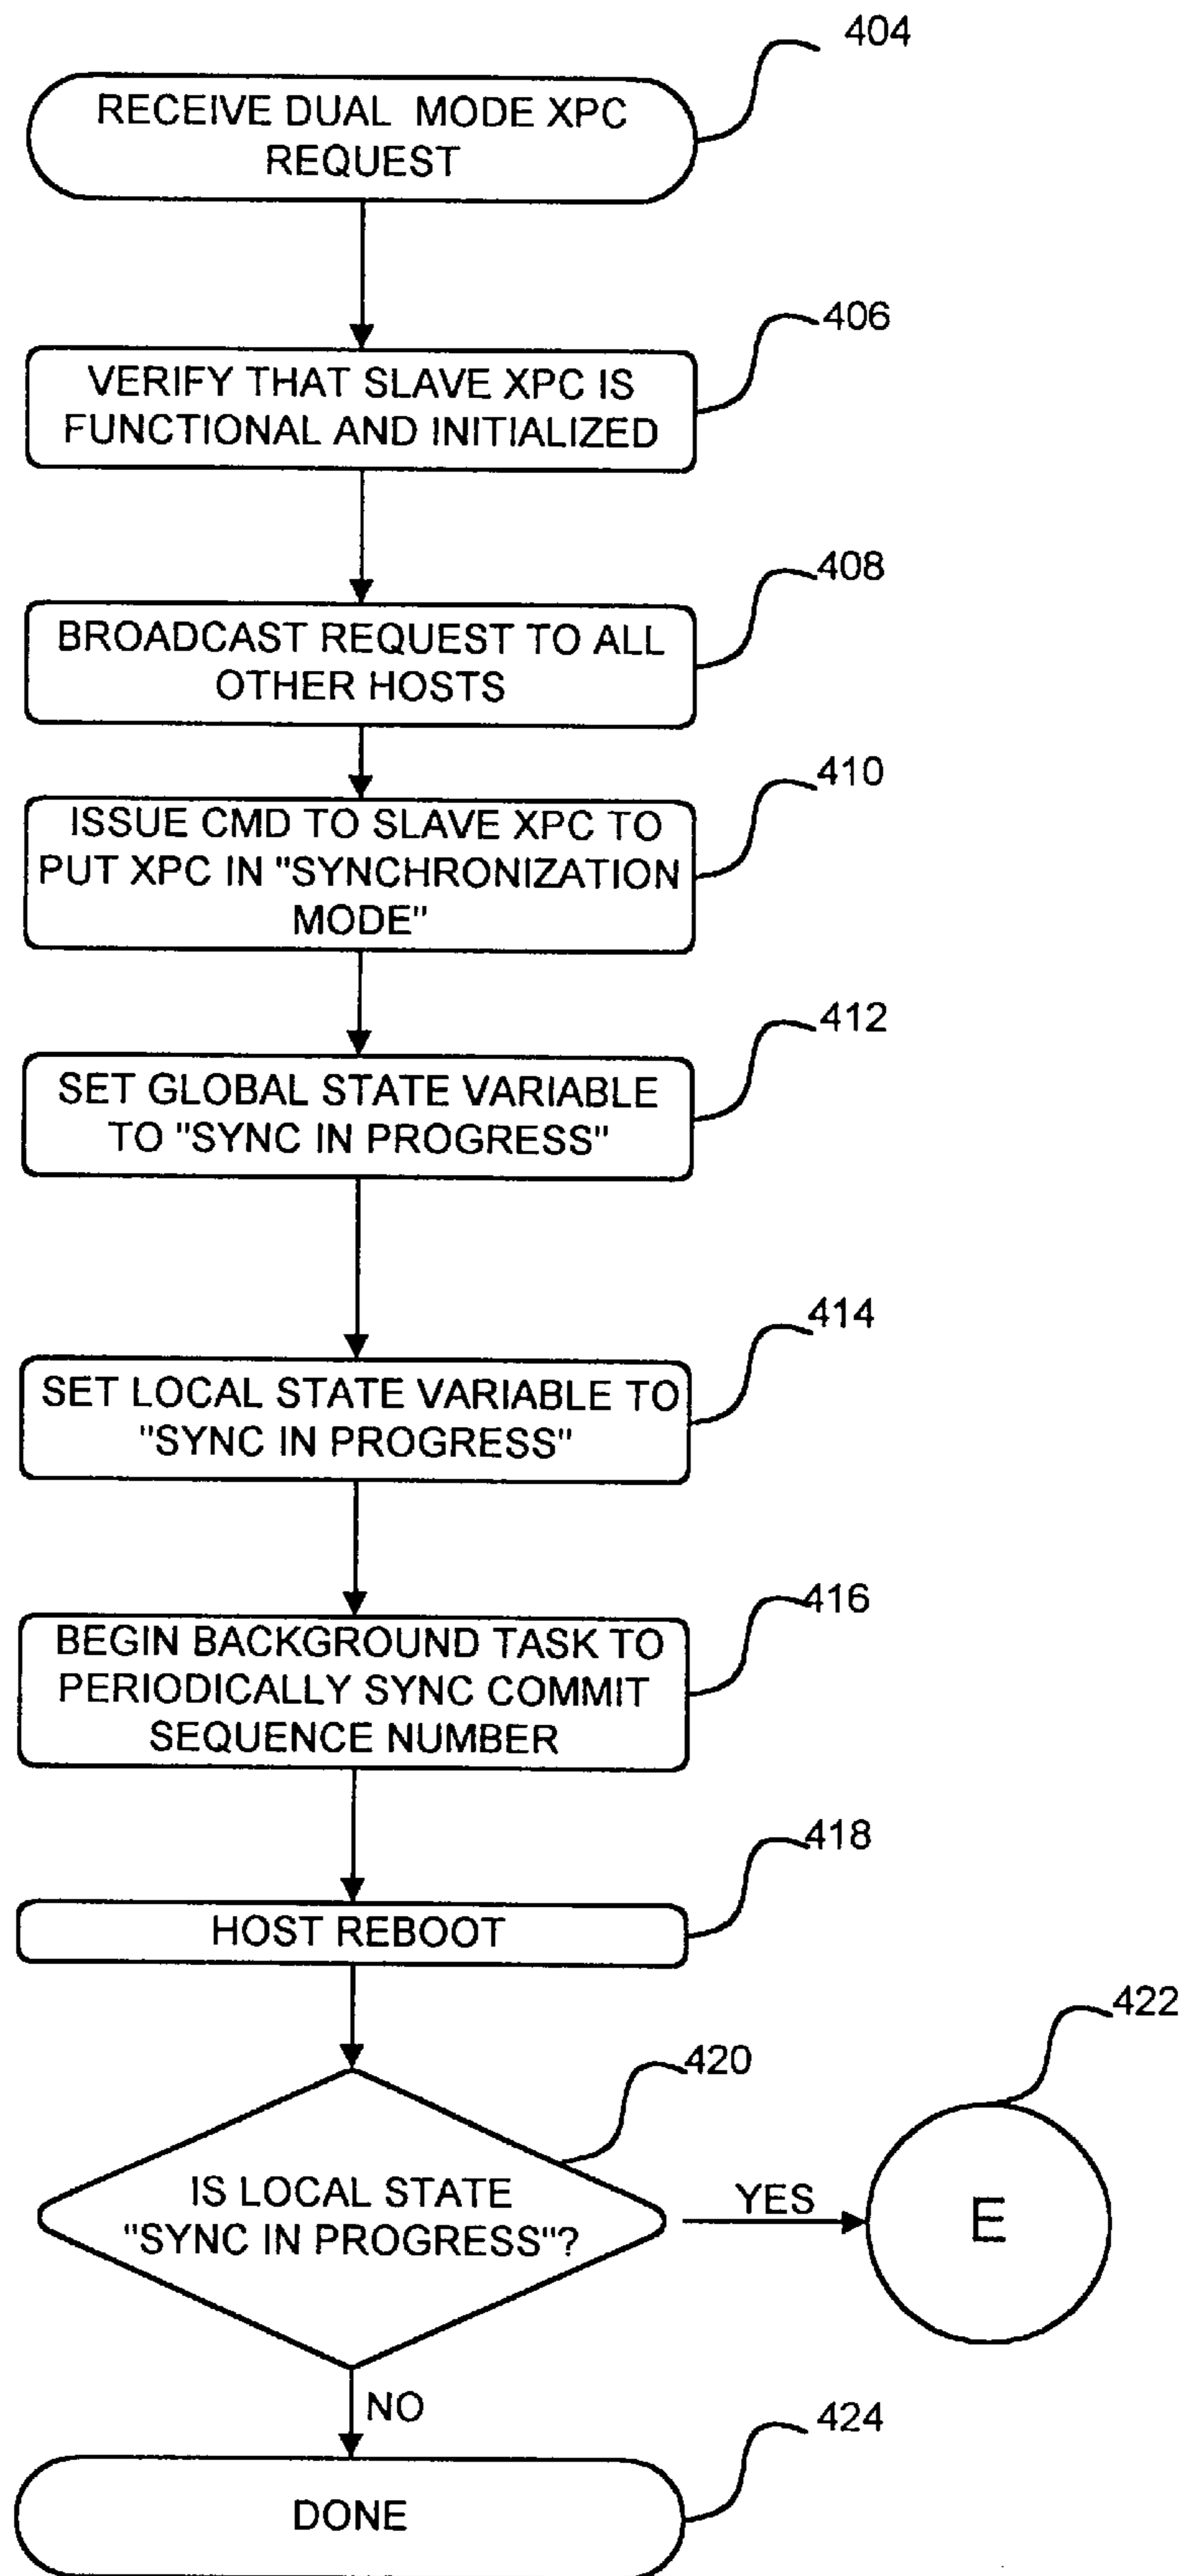 404
RECEIVE DUAL MODE XPC
REQUEST
406
VERIFY THAT SLAVE XPC IS
FUNCTIONAL AND INITIALIZED
408
BROADCAST REQUEST TO ALL
OTHER HOSTS
410
ISSUE CMD TO SLAVE XPC TO
PUT XPC IN "SYNCHRONIZATION
MODE"
412
SET GLOBAL STATE VARIABLE
TO "SYNC IN PROGRESS"
414
SET LOCAL STATE VARIABLE TO
"SYNC IN PROGRESS"
416
BEGIN BACKGROUND TASK TO
PERIODICALLY SYNC COMMIT
SEQUENCE NUMBER
418
HOST REBOOT
422
420
IS LOCAL STATE
"SYNC IN PROGRESS"?
YES
E
NO
424
DONE